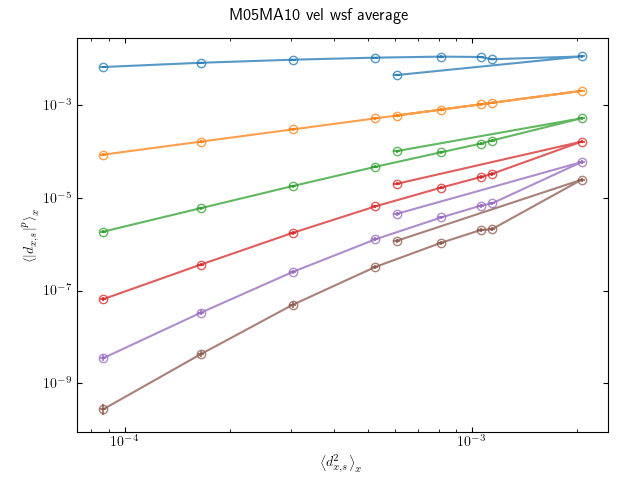 M05MA10 vel wsf average
10⁻³
10⁻⁵
10⁻⁷
10⁻⁹
⟨|d_{x,s}|^p⟩_x
10⁻⁴ 10⁻³
⟨d²_{x,s}⟩_x